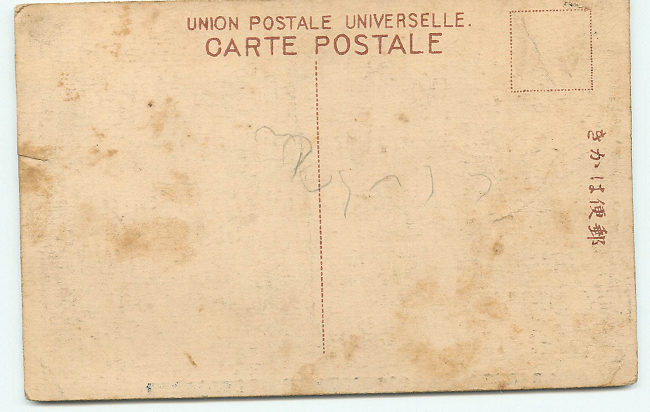 UNION POSTALE UNIVERSELLE.
CARTE POSTALE
きかは便郵